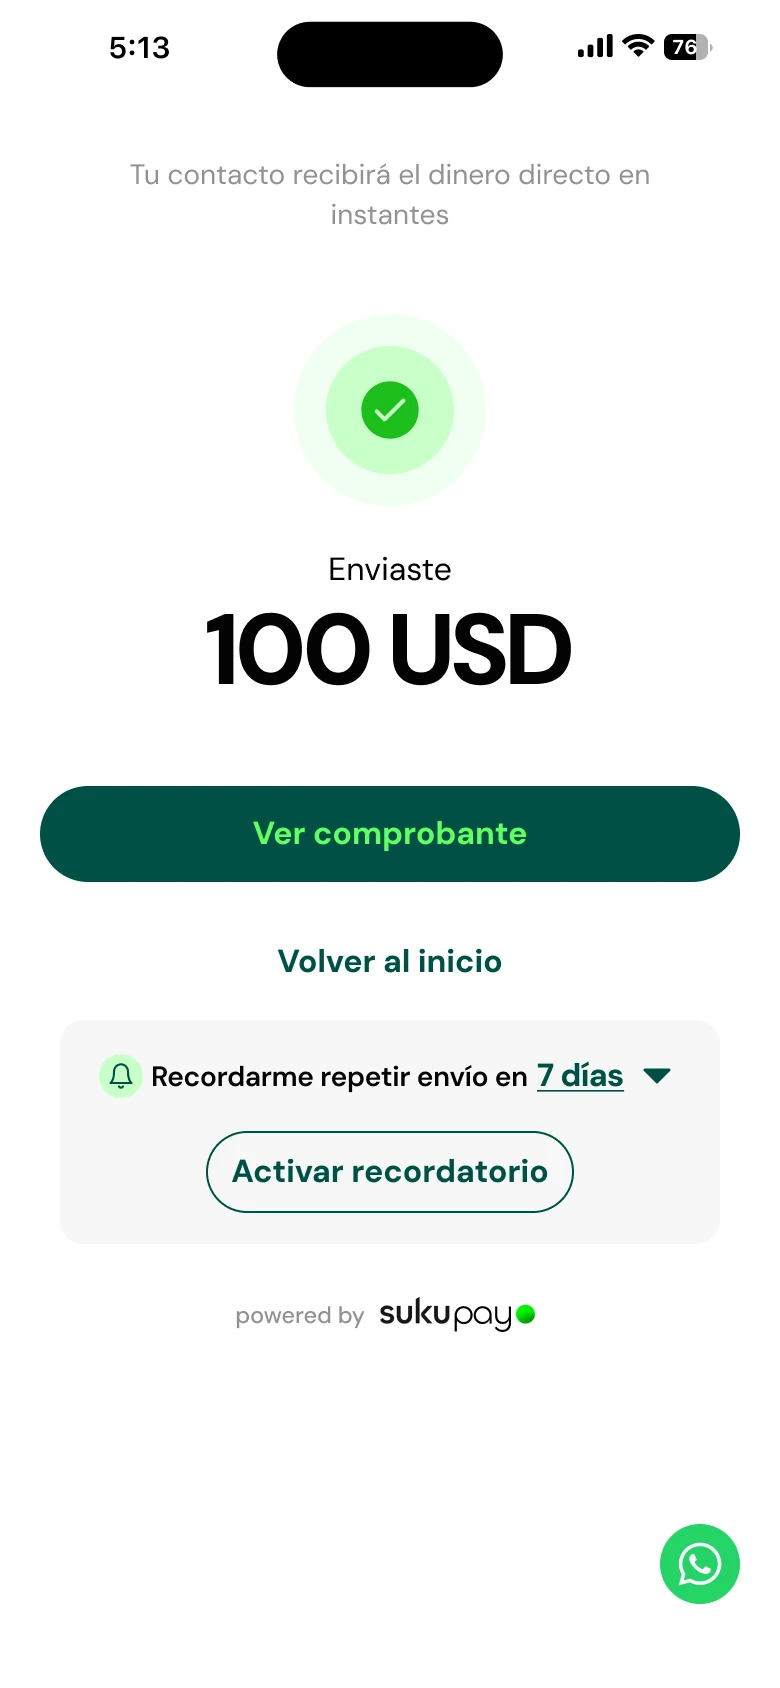 5:13
76
Tu contacto recibirá el dinero directo en
instantes
Enviaste
100 USD
Ver comprobante
Volver al inicio
Recordarme repetir envío en 7 días
Activar recordatorio
powered by sukupay